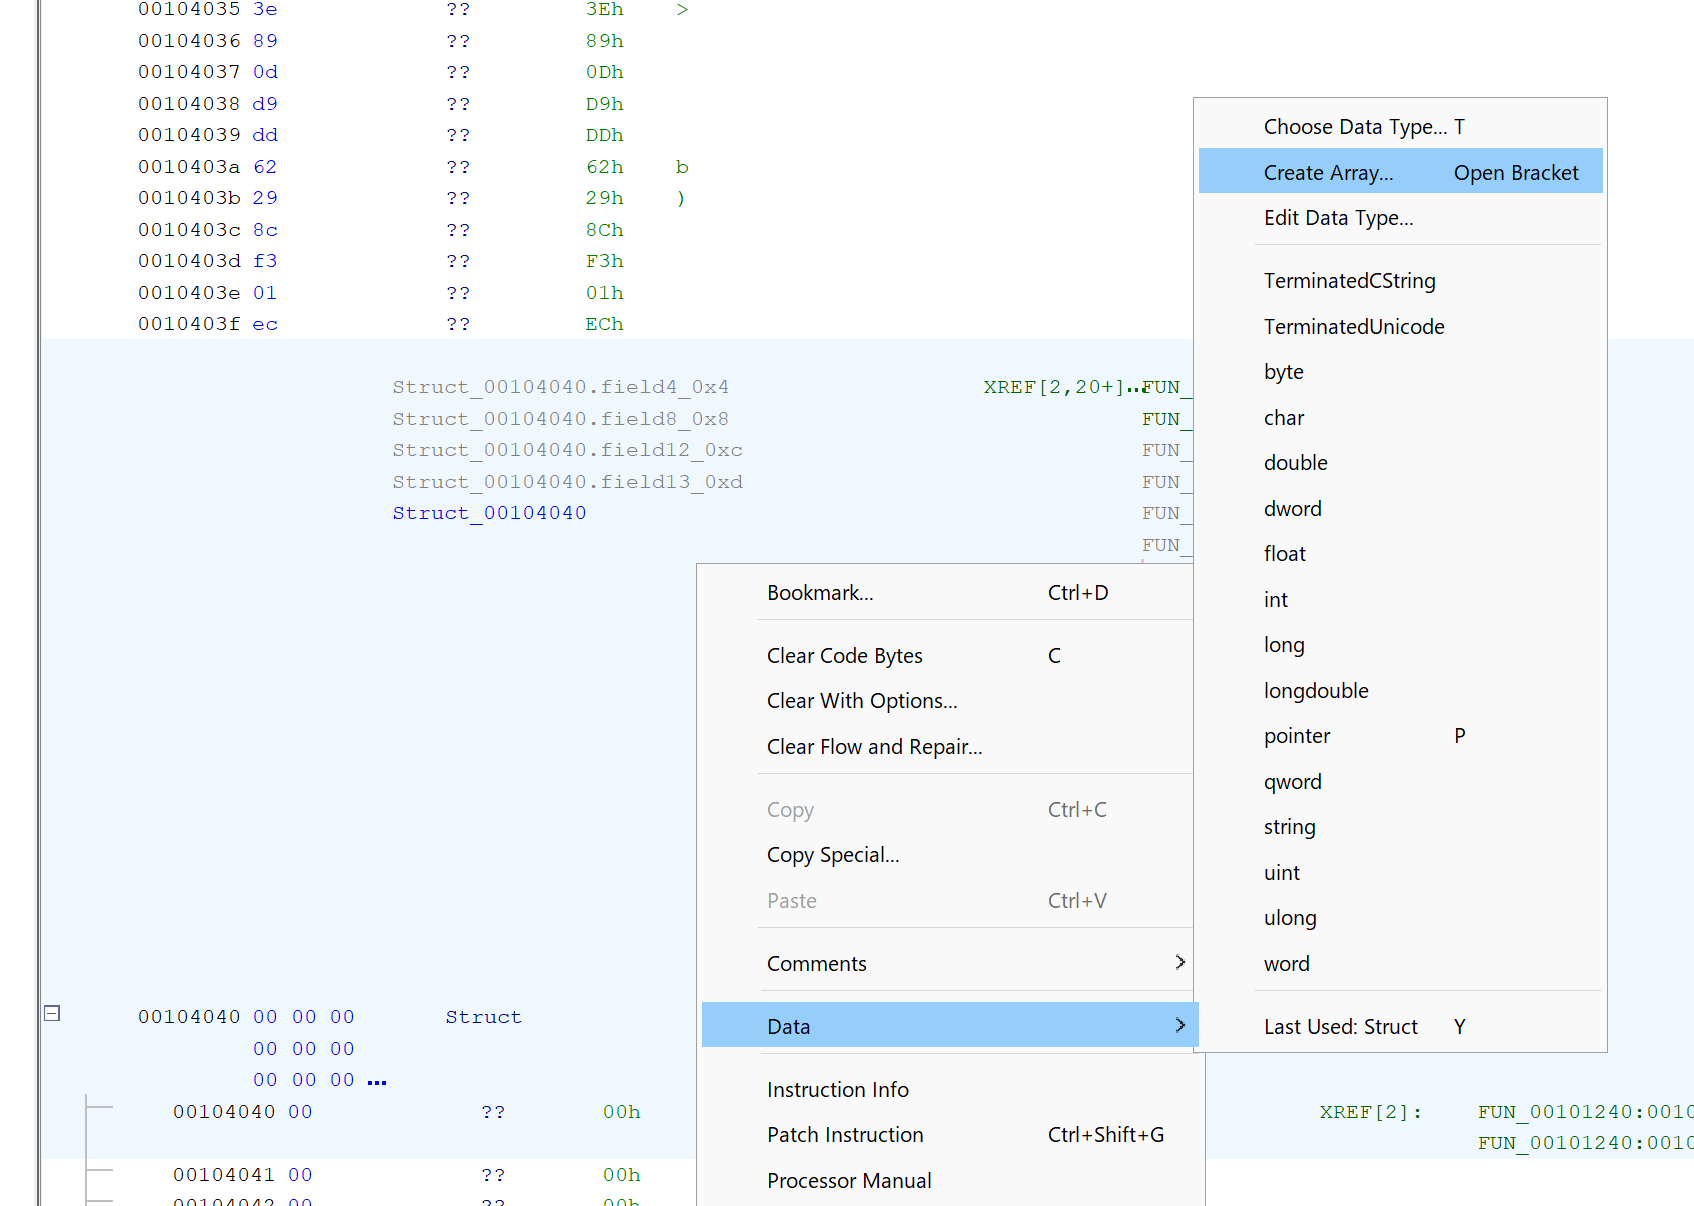 00104035 3e ?? 3Eh >
00104036 89 ?? 89h
00104037 0d ?? 0Dh
00104038 d9 ?? D9h
00104039 dd ?? DDh
0010403a 62 ?? 62h b
0010403b 29 ?? 29h )
0010403c 8c ?? 8Ch
0010403d f3 ?? F3h
0010403e 01 ?? 01h
0010403f ec ?? ECh
Struct_00104040.field4_0x4 XREF[2,20+]... FUN_
Struct_00104040.field8_0x8 FUN_
Struct_00104040.field12_0xc FUN_
Struct_00104040.field13_0xd FUN_
Struct_00104040 FUN_
FUN_
00104040 00 00 00 Struct
00 00 00
00 00 00 ...
00104040 00 ?? 00h XREF[2]: FUN_00101240:0010
FUN_00101240:0010
00104041 00 ?? 00h
00104042 00 ?? 00h
Bookmark... Ctrl+D
Clear Code Bytes C
Clear With Options...
Clear Flow and Repair...
Copy Ctrl+C
Copy Special...
Paste Ctrl+V
Comments
Data
Instruction Info
Patch Instruction Ctrl+Shift+G
Processor Manual
Choose Data Type... T
Create Array... Open Bracket
Edit Data Type...
TerminatedCString
TerminatedUnicode
byte
char
double
dword
float
int
long
longdouble
pointer P
qword
string
uint
ulong
word
Last Used: Struct Y